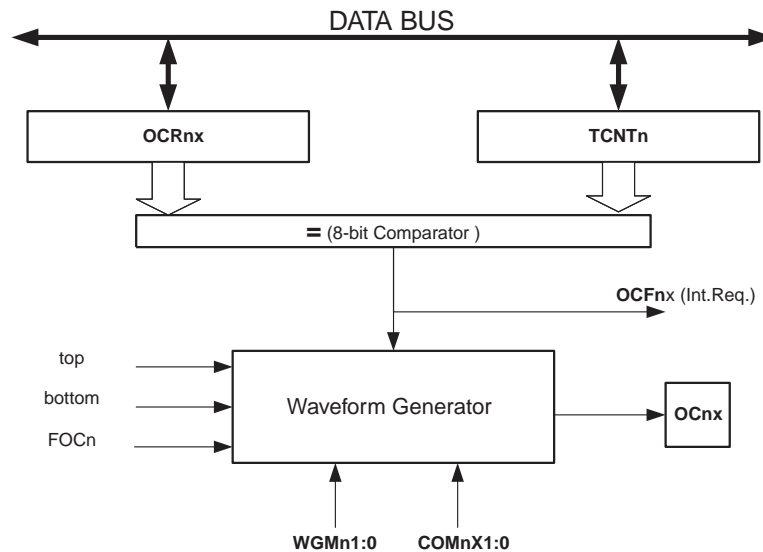 DATA BUS
OCRnx
TCNTn
= (8-bit Comparator )
OCFnx (Int.Req.)
top
bottom
FOCn
Waveform Generator
OCnx
WGMn1:0
COMnX1:0